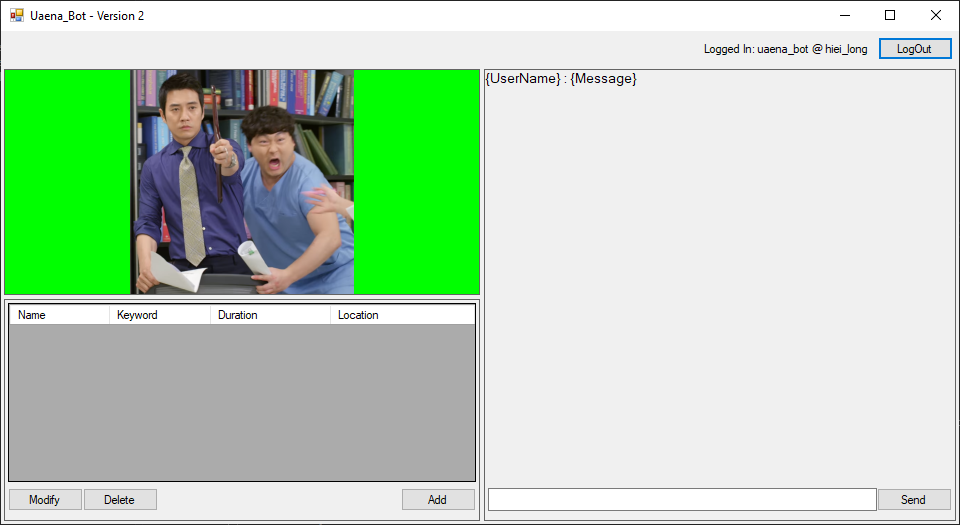 Uaena_Bot - Version 2
Logged In: uaena_bot @ hiei_long
LogOut
{UserName} : {Message}
Name Keyword Duration Location
Modify Delete Add
Send